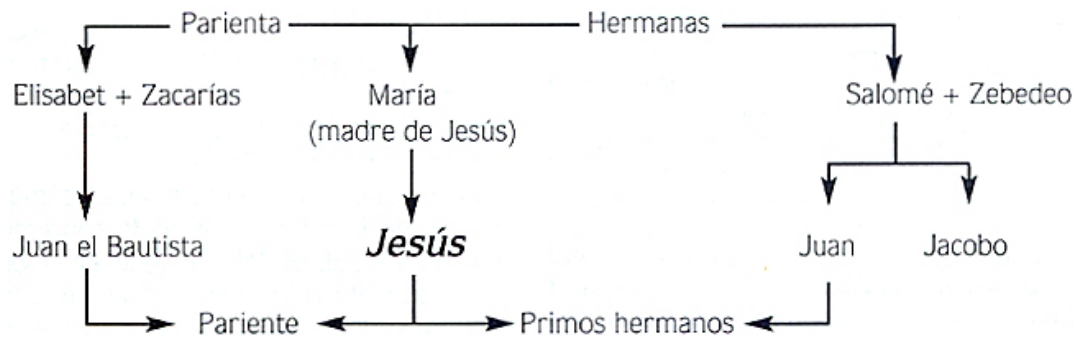 Parienta Hermanas
Elisabet + Zacarías María Salomé + Zebedeo
(madre de Jesús)
Juan el Bautista Jesús Juan Jacobo
Pariente Primos hermanos